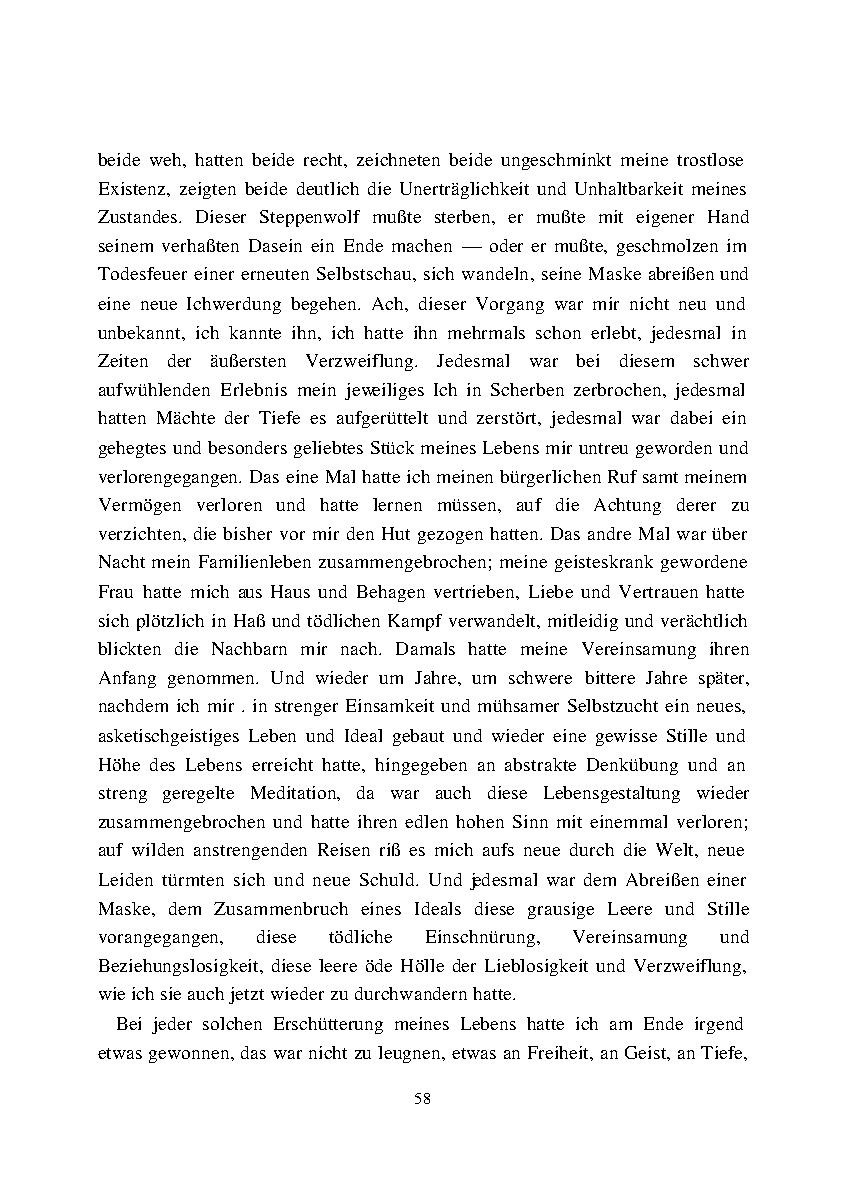 beide weh, hatten beide recht, zeichneten beide ungeschminkt meine trostlose
Existenz, zeigten beide deutlich die Unerträglichkeit und Unhaltbarkeit meines
Zustandes. Dieser Steppenwolf mußte sterben, er mußte mit eigener Hand
seinem verhaßten Dasein ein Ende machen — oder er mußte, geschmolzen im
Todesfeuer einer erneuten Selbstschau, sich wandeln, seine Maske abreißen und
eine neue Ichwerdung begehen. Ach, dieser Vorgang war mir nicht neu und
unbekannt, ich kannte ihn, ich hatte ihn mehrmals schon erlebt, jedesmal in
Zeiten der äußersten Verzweiflung. Jedesmal war bei diesem schwer
aufwühlenden Erlebnis mein jeweiliges Ich in Scherben zerbrochen, jedesmal
hatten Mächte der Tiefe es aufgerüttelt und zerstört, jedesmal war dabei ein
gehegtes und besonders geliebtes Stück meines Lebens mir untreu geworden und
verlorengegangen. Das eine Mal hatte ich meinen bürgerlichen Ruf samt meinem
Vermögen verloren und hatte lernen müssen, auf die Achtung derer zu
verzichten, die bisher vor mir den Hut gezogen hatten. Das andre Mal war über
Nacht mein Familienleben zusammengebrochen; meine geisteskrank gewordene
Frau hatte mich aus Haus und Behagen vertrieben, Liebe und Vertrauen hatte
sich plötzlich in Haß und tödlichen Kampf verwandelt, mitleidig und verächtlich
blickten die Nachbarn mir nach. Damals hatte meine Vereinsamung ihren
Anfang genommen. Und wieder um Jahre, um schwere bittere Jahre später,
nachdem ich mir . in strenger Einsamkeit und mühsamer Selbstzucht ein neues,
asketischgeistiges Leben und Ideal gebaut und wieder eine gewisse Stille und
Höhe des Lebens erreicht hatte, hingegeben an abstrakte Denkübung und an
streng geregelte Meditation, da war auch diese Lebensgestaltung wieder
zusammengebrochen und hatte ihren edlen hohen Sinn mit einemmal verloren;
auf wilden anstrengenden Reisen riß es mich aufs neue durch die Welt, neue
Leiden türmten sich und neue Schuld. Und jedesmal war dem Abreißen einer
Maske, dem Zusammenbruch eines Ideals diese grausige Leere und Stille
vorangegangen, diese tödliche Einschnürung, Vereinsamung und
Beziehungslosigkeit, diese leere öde Hölle der Lieblosigkeit und Verzweiflung,
wie ich sie auch jetzt wieder zu durchwandern hatte.
Bei jeder solchen Erschütterung meines Lebens hatte ich am Ende irgend
etwas gewonnen, das war nicht zu leugnen, etwas an Freiheit, an Geist, an Tiefe,
58